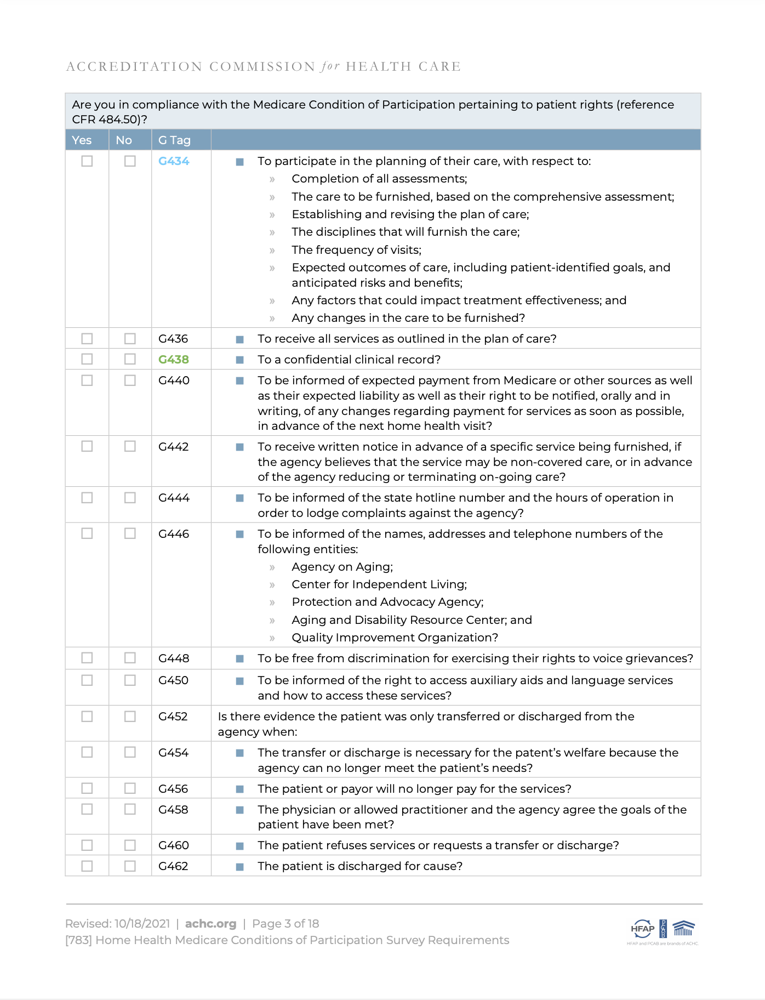 ACCREDITATION COMMISSION for HEALTH CARE
Are you in compliance with the Medicare Condition of Participation pertaining to patient rights (reference
CFR 484.50)?
Yes No G Tag
G434 ■ To participate in the planning of their care, with respect to:
» Completion of all assessments;
» The care to be furnished, based on the comprehensive assessment;
» Establishing and revising the plan of care;
» The disciplines that will furnish the care;
» The frequency of visits;
» Expected outcomes of care, including patient-identified goals, and
anticipated risks and benefits;
» Any factors that could impact treatment effectiveness; and
» Any changes in the care to be furnished?
G436 ■ To receive all services as outlined in the plan of care?
G438 ■ To a confidential clinical record?
G440 ■ To be informed of expected payment from Medicare or other sources as well
as their expected liability as well as their right to be notified, orally and in
writing, of any changes regarding payment for services as soon as possible,
in advance of the next home health visit?
G442 ■ To receive written notice in advance of a specific service being furnished, if
the agency believes that the service may be non-covered care, or in advance
of the agency reducing or terminating on-going care?
G444 ■ To be informed of the state hotline number and the hours of operation in
order to lodge complaints against the agency?
G446 ■ To be informed of the names, addresses and telephone numbers of the
following entities:
» Agency on Aging;
» Center for Independent Living;
» Protection and Advocacy Agency;
» Aging and Disability Resource Center; and
» Quality Improvement Organization?
G448 ■ To be free from discrimination for exercising their rights to voice grievances?
G450 ■ To be informed of the right to access auxiliary aids and language services
and how to access these services?
G452 Is there evidence the patient was only transferred or discharged from the
agency when:
G454 ■ The transfer or discharge is necessary for the patent's welfare because the
agency can no longer meet the patient's needs?
G456 ■ The patient or payor will no longer pay for the services?
G458 ■ The physician or allowed practitioner and the agency agree the goals of the
patient have been met?
G460 ■ The patient refuses services or requests a transfer or discharge?
G462 ■ The patient is discharged for cause?
Revised: 10/18/2021 | achc.org | Page 3 of 18
[783] Home Health Medicare Conditions of Participation Survey Requirements
HFAP PCAB
HFAP and PCAB are brands of ACHC.